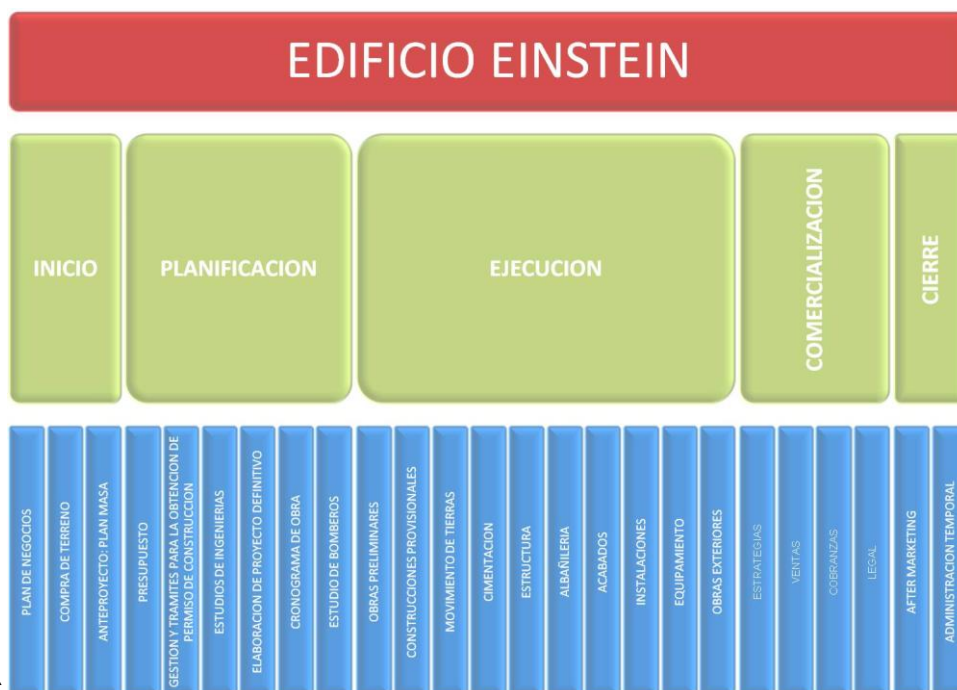 EDIFICIO EINSTEIN
INICIO
PLANIFICACION
EJECUCION
COMERCIALIZACION
CIERRE
PLAN DE NEGOCIOS
COMPRA DE TERRENO
ANTEPROYECTO: PLAN MASA
PRESUPUESTO
GESTION Y TRAMITES PARA LA OBTENCION DE
PERMISO DE CONSTRUCCION
ESTUDIOS DE INGENIERIAS
ELABORACION DE PROYECTO DEFINITIVO
CRONOGRAMA DE OBRA
ESTUDIO DE BOMBEROS
OBRAS PRELIMINARES
CONSTRUCCIONES PROVISIONALES
MOVIMIENTO DE TIERRAS
CIMENTACION
ESTRUCTURA
ALBAÑILERIA
ACABADOS
INSTALACIONES
EQUIPAMIENTO
OBRAS EXTERIORES
ESTRATEGIAS
VENTAS
COBRANZAS
LEGAL
AFTER MARKETING
ADMINISTRACION TEMPORAL